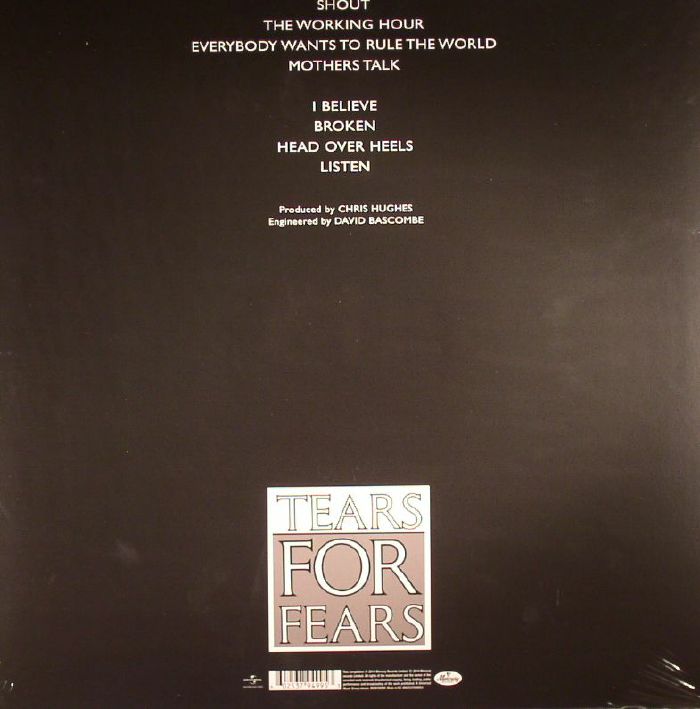 SHOUT
THE WORKING HOUR
EVERYBODY WANTS TO RULE THE WORLD
MOTHERS TALK
I BELIEVE
BROKEN
HEAD OVER HEELS
LISTEN
Produced by CHRIS HUGHES
Engineered by DAVID BASCOMBE
TEARS
FOR
FEARS
Mercury